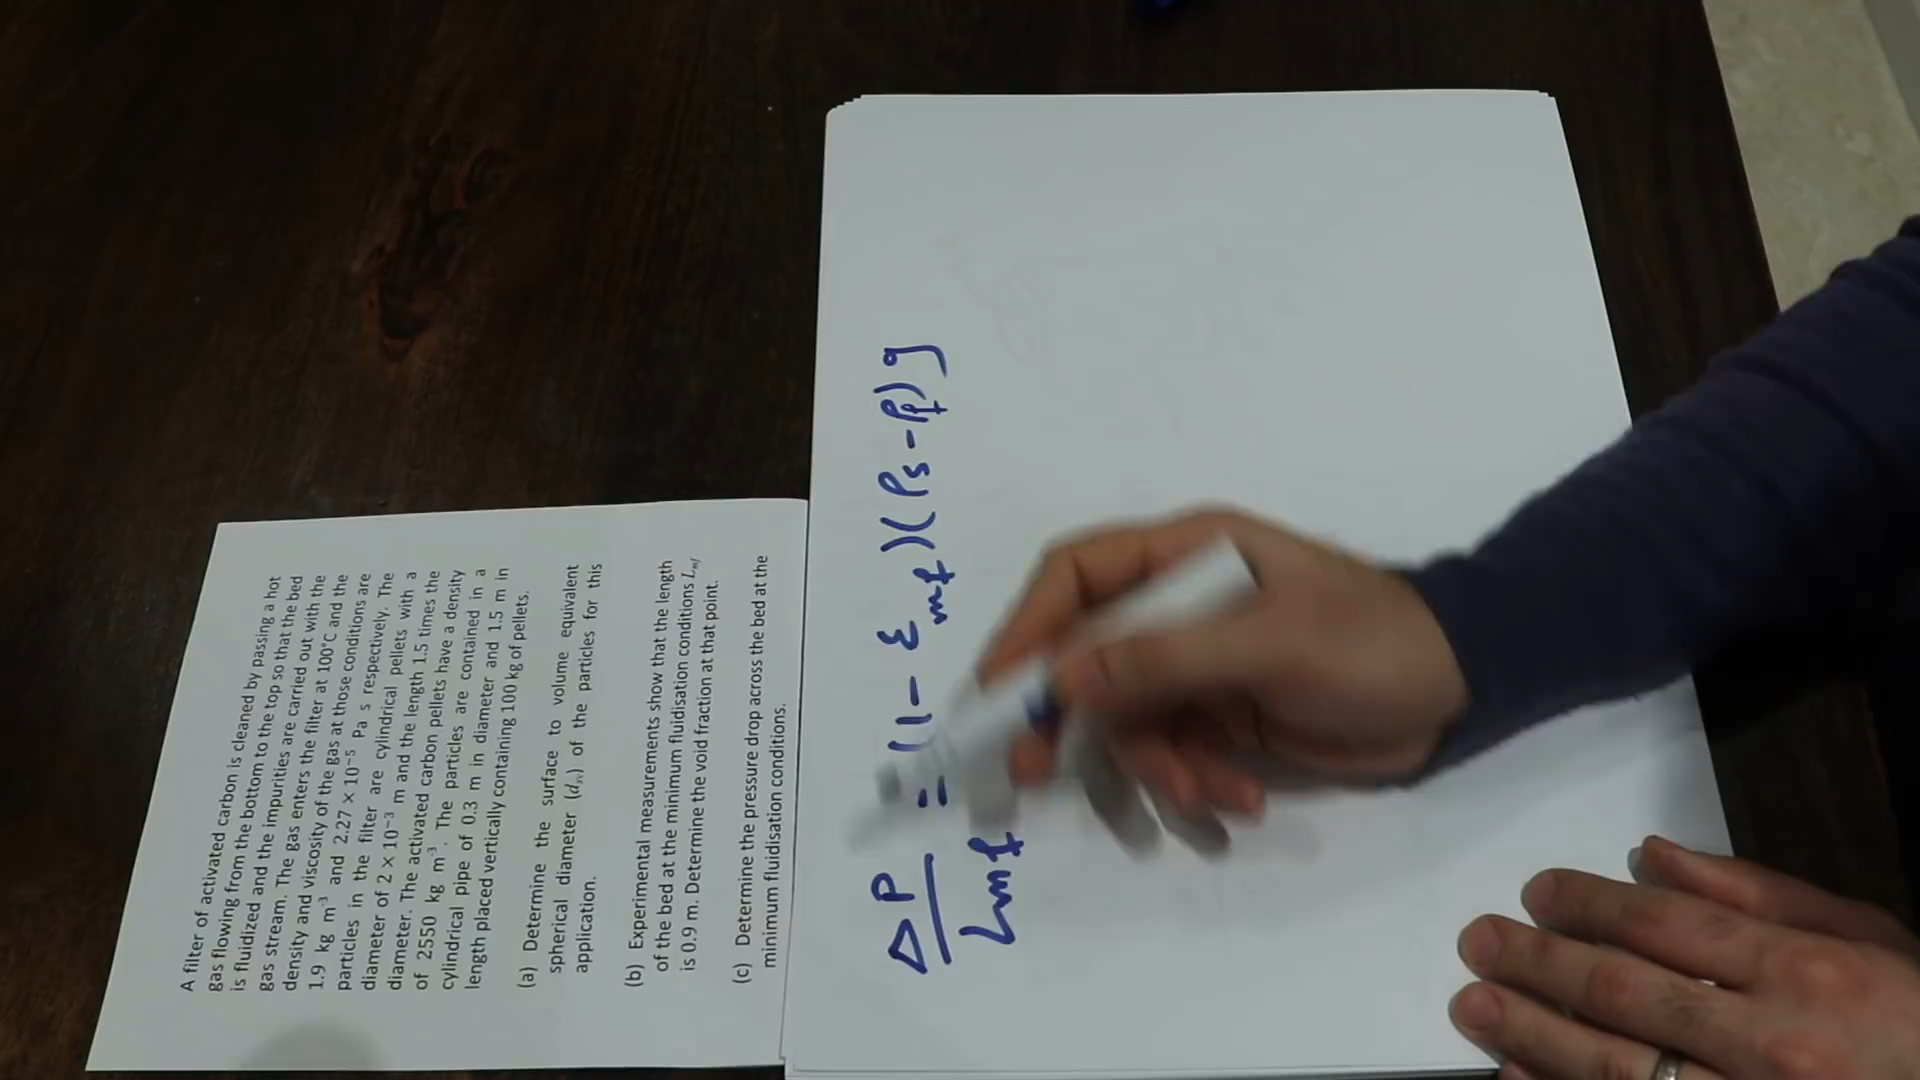 A filter of activated carbon is cleaned by passing a hot
gas flowing from the bottom to the top so that the bed
is fluidized and the impurities are carried out with the
gas stream. The gas enters the filter at 100°C and the
density and viscosity of the gas at those conditions are
1.9 kg m⁻³ and 2.27 × 10⁻⁵ Pa s respectively. The
particles in the filter are cylindrical pellets with a
diameter of 2 × 10⁻³ m and the length 1.5 times the
diameter. The activated carbon pellets have a density
of 2550 kg m⁻³. The particles are contained in a
cylindrical pipe of 0.3 m in diameter and 1.5 m in
length placed vertically containing 100 kg of pellets.
(a) Determine the surface to volume equivalent
spherical diameter (dₛᵥ) of the particles for this
application.
(b) Experimental measurements show that the length
of the bed at the minimum fluidisation conditions Lmf
is 0.9 m. Determine the void fraction at that point.
(c) Determine the pressure drop across the bed at the
minimum fluidisation conditions.
ΔP/Lmf = (1 - εmf)(ρs - ρf) g